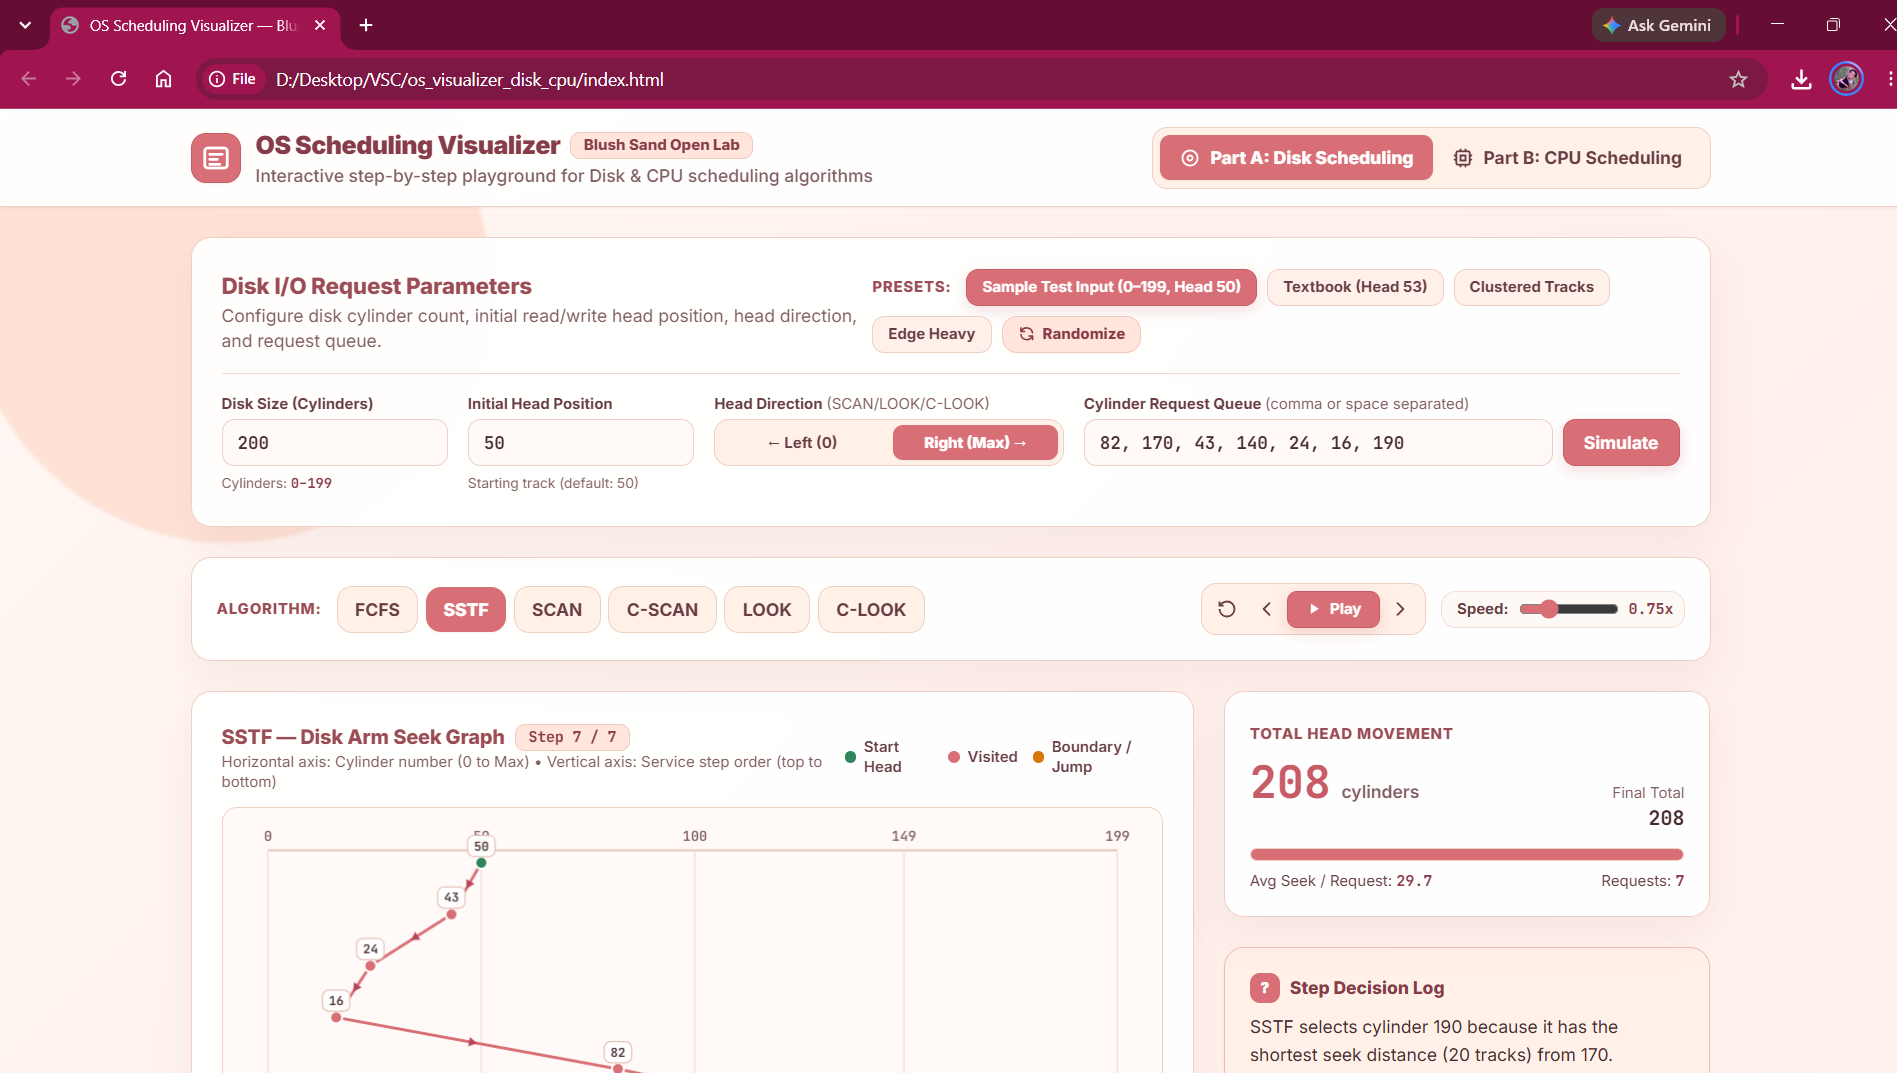 OS Scheduling Visualizer — Blu
Ask Gemini
File
D:/Desktop/VSC/os_visualizer_disk_cpu/index.html
OS Scheduling Visualizer
Blush Sand Open Lab
Interactive step-by-step playground for Disk & CPU scheduling algorithms
Part A: Disk Scheduling
Part B: CPU Scheduling
Disk I/O Request Parameters
Configure disk cylinder count, initial read/write head position, head direction,
and request queue.
PRESETS:
Sample Test Input (0–199, Head 50)
Textbook (Head 53)
Clustered Tracks
Edge Heavy
Randomize
Disk Size (Cylinders)
200
Cylinders: 0–199
Initial Head Position
50
Starting track (default: 50)
Head Direction (SCAN/LOOK/C-LOOK)
← Left (0)
Right (Max) →
Cylinder Request Queue (comma or space separated)
82, 170, 43, 140, 24, 16, 190
Simulate
ALGORITHM:
FCFS
SSTF
SCAN
C-SCAN
LOOK
C-LOOK
Play
Speed:
0.75x
SSTF — Disk Arm Seek Graph
Step 7 / 7
Horizontal axis: Cylinder number (0 to Max) • Vertical axis: Service step order (top to
bottom)
Start
Head
Visited
Boundary /
Jump
0
50
100
149
199
50
43
24
16
82
TOTAL HEAD MOVEMENT
208 cylinders
Final Total
208
Avg Seek / Request: 29.7
Requests: 7
?
Step Decision Log
SSTF selects cylinder 190 because it has the
shortest seek distance (20 tracks) from 170.